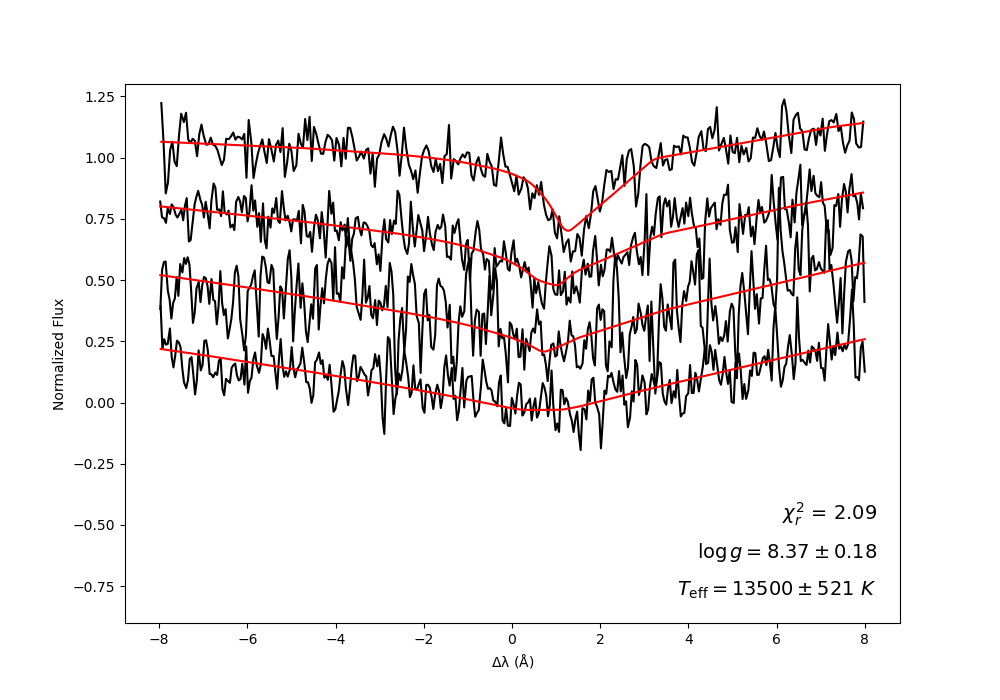 1.25
1.00
0.75
0.50
0.25
0.00
−0.25
−0.50
−0.75
Normalized Flux
χ²ᵣ = 2.09
log g = 8.37 ± 0.18
T_eff = 13500 ± 521 K
−8 −6 −4 −2 0 2 4 6 8
Δλ (Å)